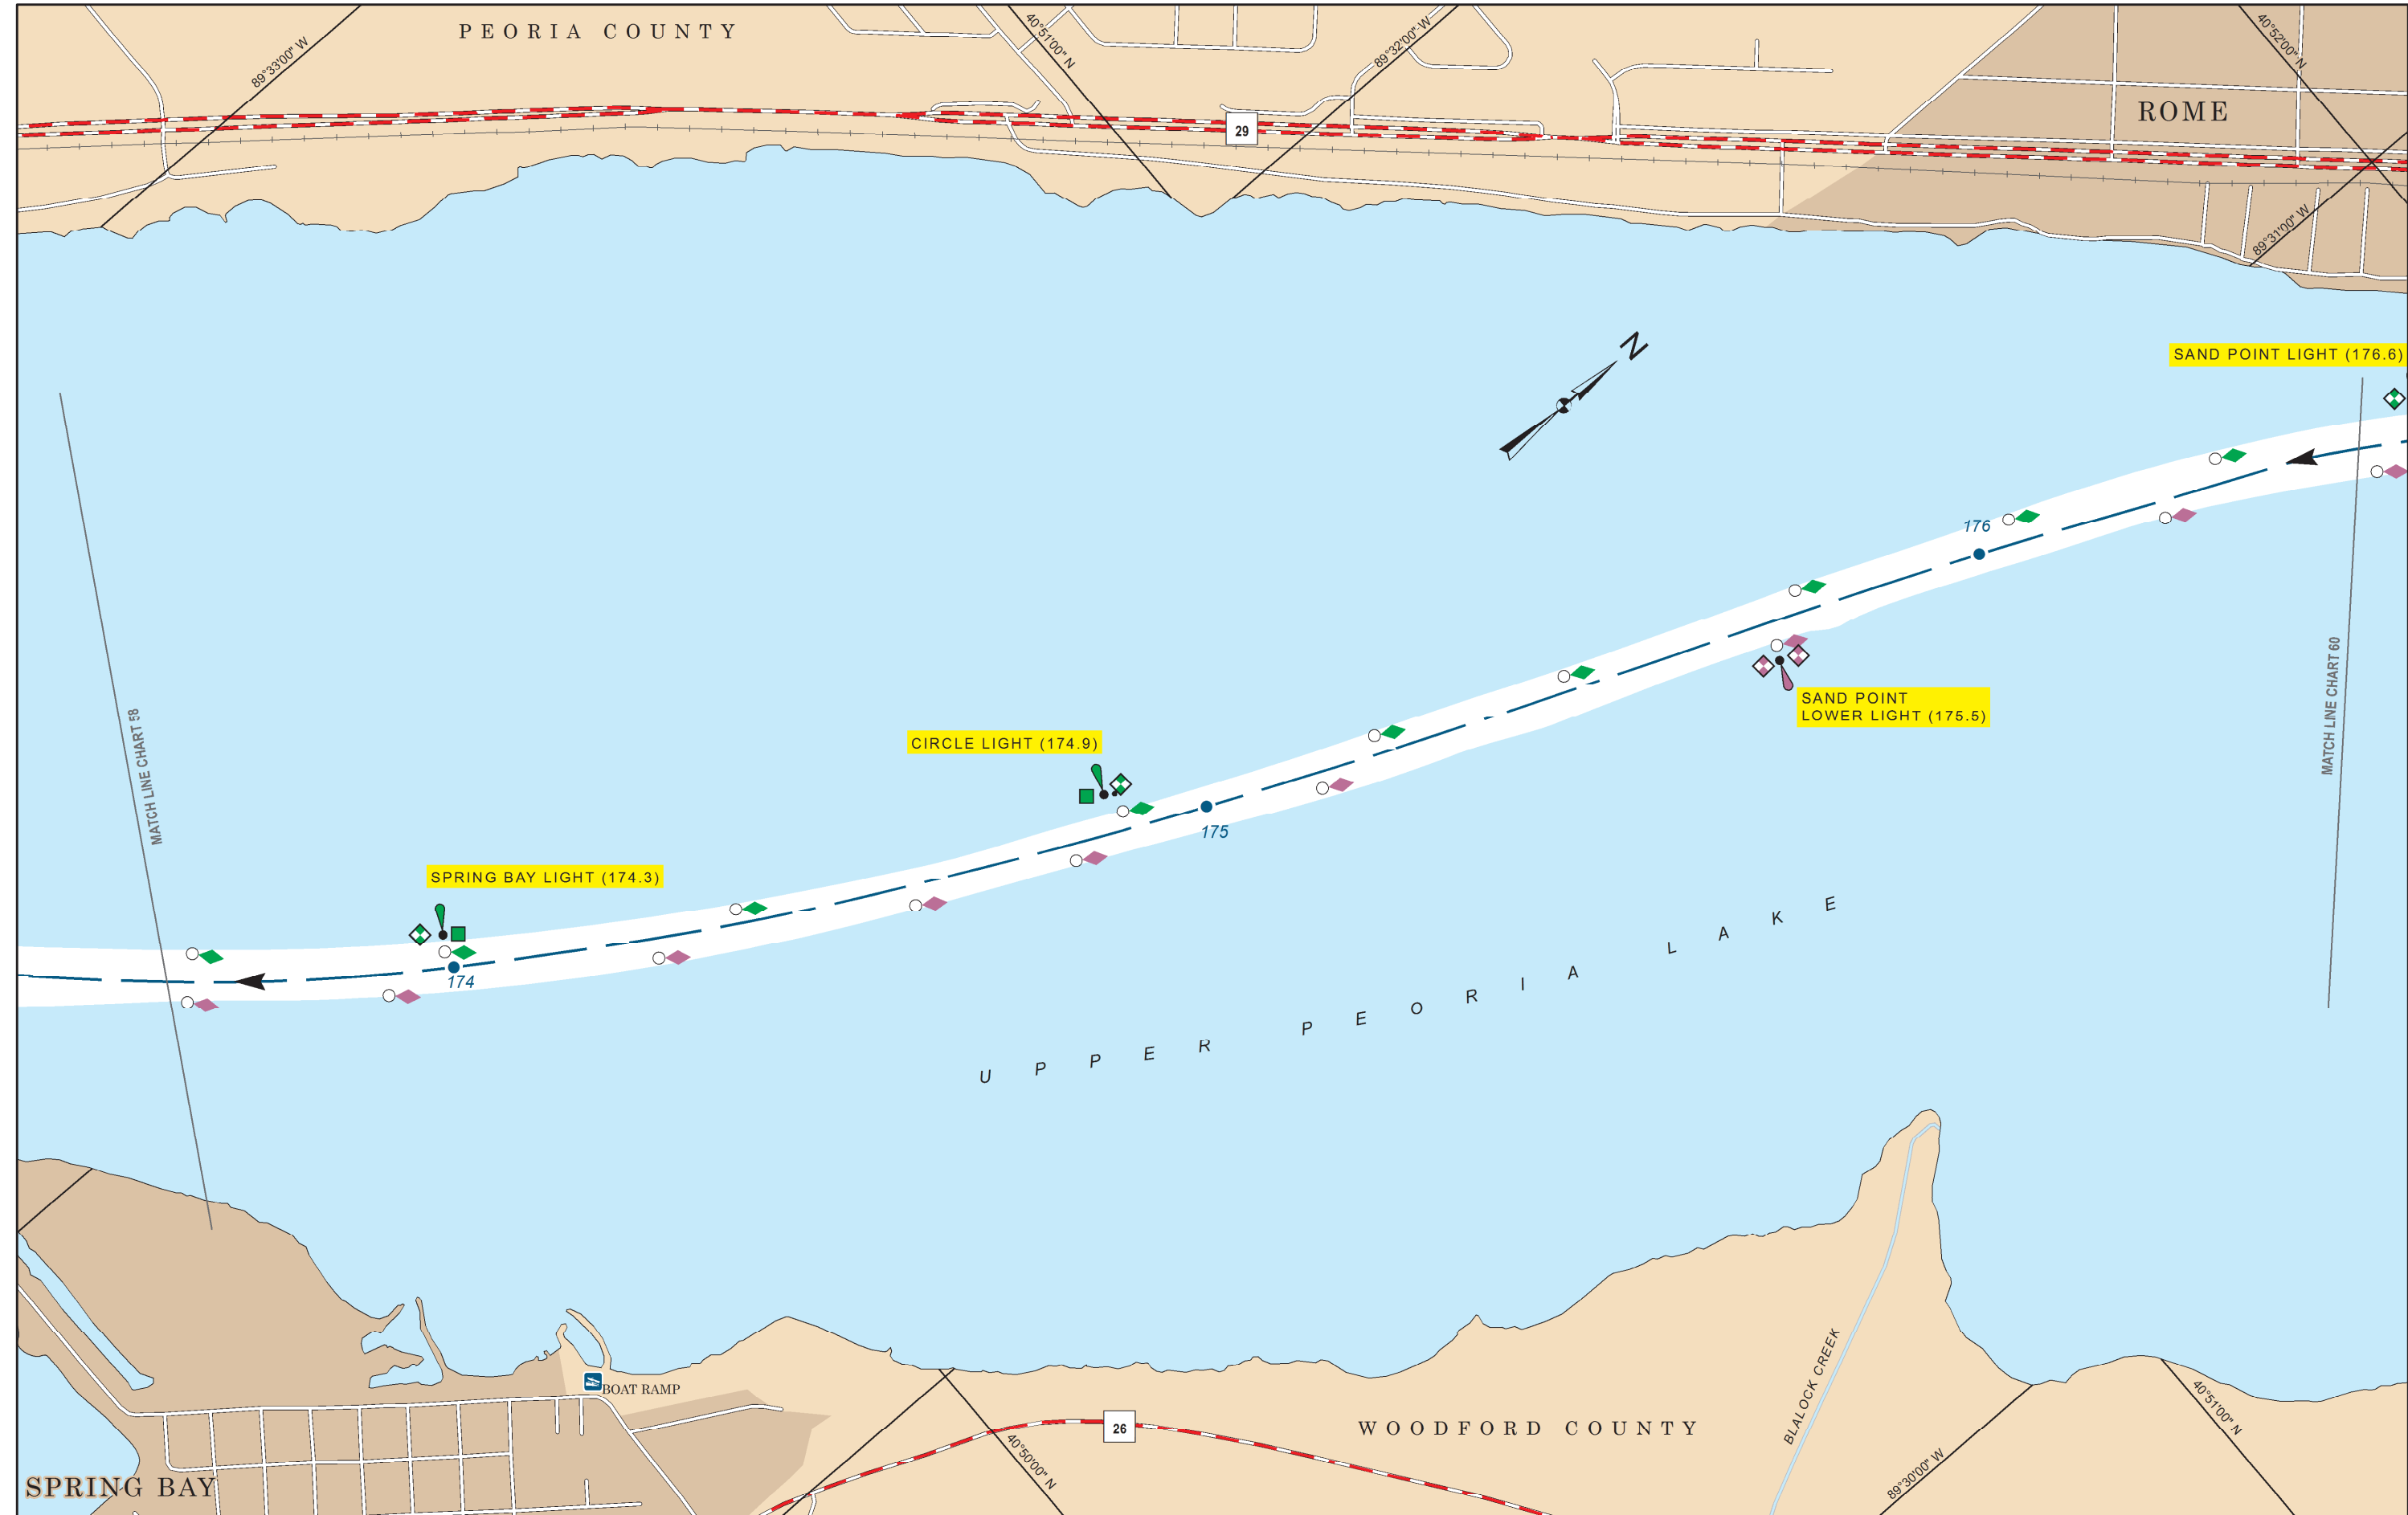 PEORIA COUNTY
89°33'00" W
40°51'00" N
89°32'00" W
40°52'00" N
ROME
29
89°31'00" W
N
SAND POINT LIGHT (176.6)
176
MATCH LINE CHART 60
SAND POINT
LOWER LIGHT (175.5)
MATCH LINE CHART 58
CIRCLE LIGHT (174.9)
175
SPRING BAY LIGHT (174.3)
174
UPPER PEORIA LAKE
BOAT RAMP
BLALOCK CREEK
26
WOODFORD COUNTY
40°51'00" N
40°50'00" N
89°30'00" W
SPRING BAY